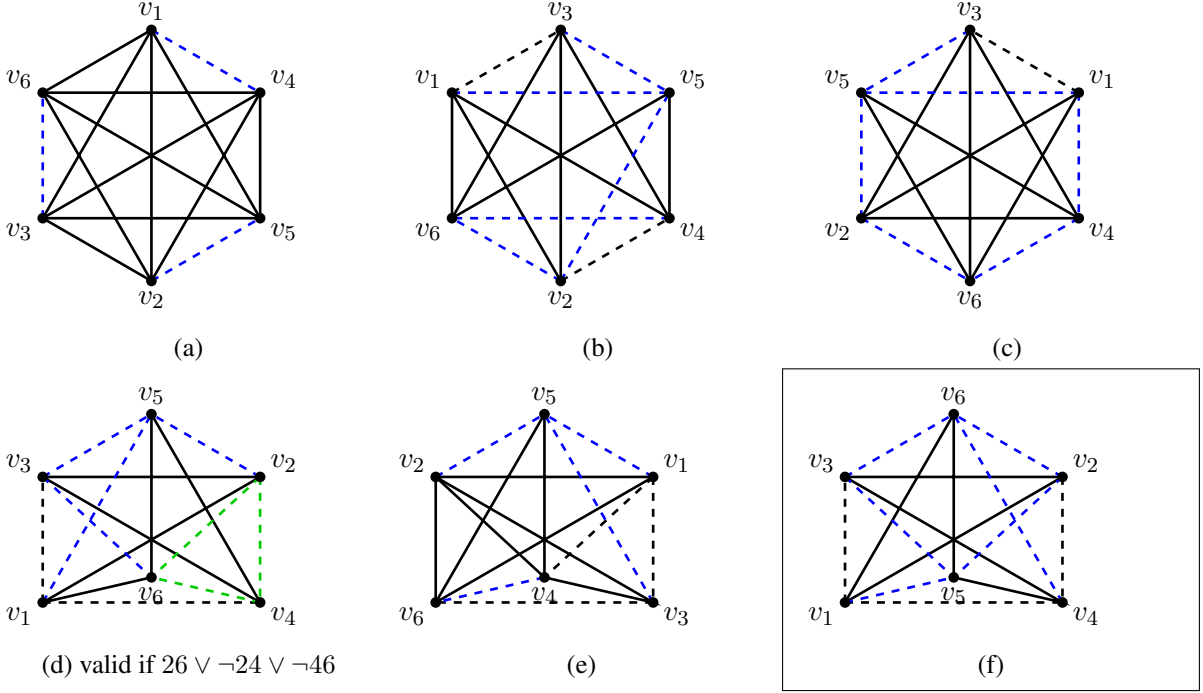 v₁
v₆ v₄
v₃ v₅
v₂
(a)
v₃
v₁ v₅
v₆ v₄
v₂
(b)
v₃
v₅ v₁
v₂ v₄
v₆
(c)
v₅
v₃ v₂
v₆
v₁ v₄
(d) valid if 26 ∨ ¬24 ∨ ¬46
v₅
v₂ v₁
v₄
v₆ v₃
(e)
v₆
v₃ v₂
v₅
v₁ v₄
(f)